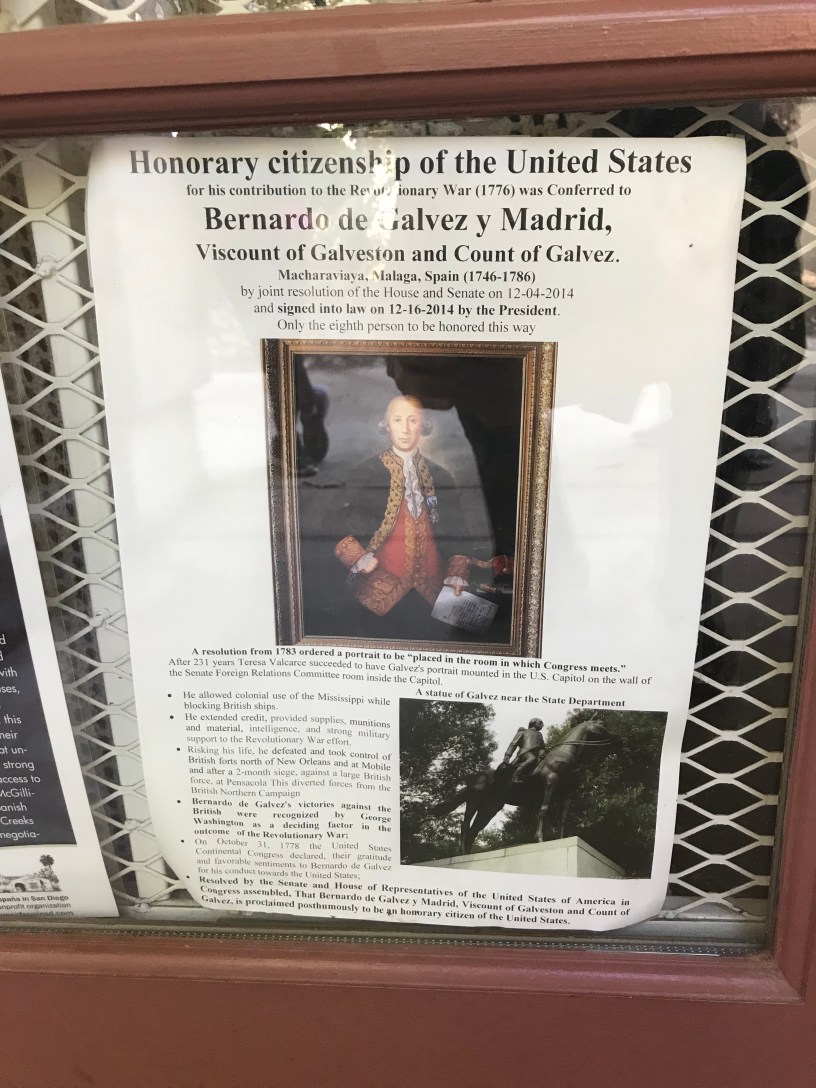 Honorary citizenship of the United States
for his contribution to the Revolutionary War (1776) was Conferred to
Bernardo de Galvez y Madrid,
Viscount of Galveston and Count of Galvez.
Macharaviaya, Malaga, Spain (1746-1786)
by joint resolution of the House and Senate on 12-04-2014
and signed into law on 12-16-2014 by the President.
Only the eighth person to be honored this way
A resolution from 1783 ordered a portrait to be “placed in the room in which Congress meets.”
After 231 years Teresa Valcarce succeeded to have Galvez's portrait mounted in the U.S. Capitol on the wall of
the Senate Foreign Relations Committee room inside the Capitol.
• He allowed colonial use of the Mississippi while
blocking British ships.
• He extended credit, provided supplies, munitions
and material, intelligence, and strong military
support to the Revolutionary War effort.
• Risking his life, he defeated and took control of
British forts north of New Orleans and at Mobile
and after a 2-month siege, against a large British
force, at Pensacola This diverted forces from the
British Northern Campaign
• Bernardo de Galvez's victories against the
British were recognized by George
Washington as a deciding factor in the
outcome of the Revolutionary War;
• On October 31, 1778 the United States
Continental Congress declared, their gratitude
and favorable sentiments to Bernardo de Galvez
for his conduct towards the United States;
• Resolved by the Senate and House of Representatives of the United States of America in
Congress assembled, That Bernardo de Galvez y Madrid, Viscount of Galveston and Count of
Galvez, is proclaimed posthumously to be an honorary citizen of the United States.
A statue of Galvez near the State Department
d
d
with
ses,
this
heir
at un-
strong
access to
McGilli-
anish
Creeks
negotia-
españa in San Diego
nprofit organization